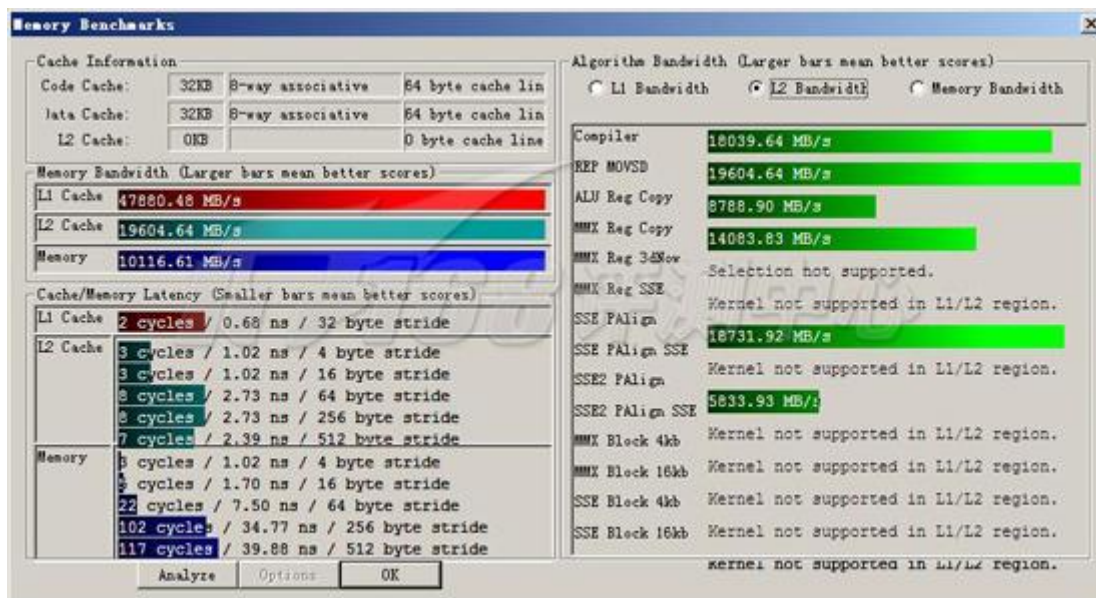 Memory Benchmarks
Cache Information
Code Cache: 32KB 8-way associative 64 byte cache lin
Data Cache: 32KB 8-way associative 64 byte cache lin
L2 Cache: 0KB 0 byte cache line
Memory Bandwidth (Larger bars mean better scores)
L1 Cache 47880.48 MB/s
L2 Cache 19604.64 MB/s
Memory 10116.61 MB/s
Cache/Memory Latency (Smaller bars mean better scores)
L1 Cache 2 cycles / 0.68 ns / 32 byte stride
L2 Cache 3 cycles / 1.02 ns / 4 byte stride
3 cycles / 1.02 ns / 16 byte stride
8 cycles / 2.73 ns / 64 byte stride
8 cycles / 2.73 ns / 256 byte stride
7 cycles / 2.39 ns / 512 byte stride
Memory 3 cycles / 1.02 ns / 4 byte stride
5 cycles / 1.70 ns / 16 byte stride
22 cycles / 7.50 ns / 64 byte stride
102 cycles / 34.77 ns / 256 byte stride
117 cycles / 39.88 ns / 512 byte stride
Analyze Options OK
Algorithm Bandwidth (Larger bars mean better scores)
L1 Bandwidth L2 Bandwidth Memory Bandwidth
Compiler 18039.64 MB/s
REP MOVSD 19604.64 MB/s
ALU Reg Copy 8788.90 MB/s
MMX Reg Copy 14083.83 MB/s
MMX Reg 3dNow Selection not supported.
MMX Reg SSE Kernel not supported in L1/L2 region.
SSE PAlign 18731.92 MB/s
SSE PAlign SSE Kernel not supported in L1/L2 region.
SSE2 PAlign 5833.93 MB/s
SSE2 PAlign SSE Kernel not supported in L1/L2 region.
MMX Block 4kb Kernel not supported in L1/L2 region.
MMX Block 16kb Kernel not supported in L1/L2 region.
SSE Block 4kb Kernel not supported in L1/L2 region.
SSE Block 16kb Kernel not supported in L1/L2 region.